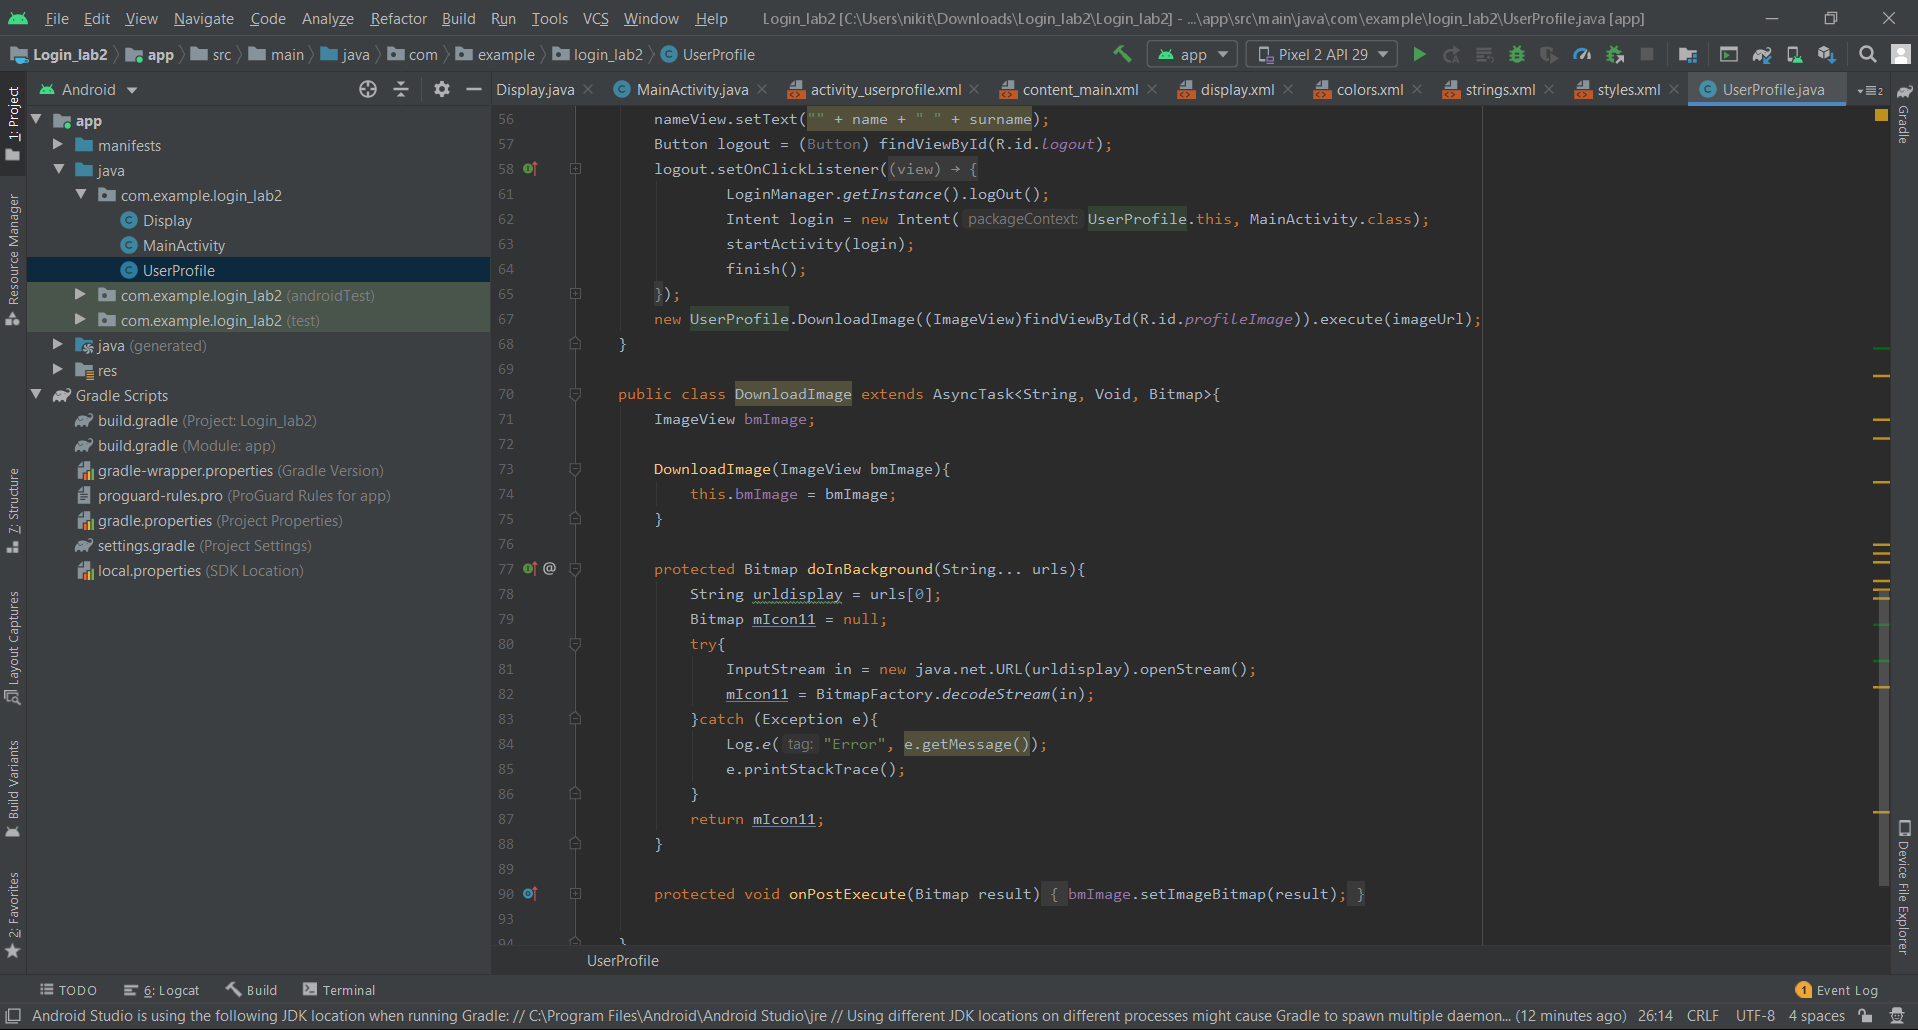 File Edit View Navigate Code Analyze Refactor Build Run Tools VCS Window Help Login_lab2 [C:\Users\nikit\Downloads\Login_lab2\Login_lab2] - ...\app\src\main\java\com\example\login_lab2\UserProfile.java [app]
Login_lab2 app src main java com example login_lab2 UserProfile app Pixel 2 API 29
Android
Display.java MainActivity.java activity_userprofile.xml content_main.xml display.xml colors.xml strings.xml styles.xml UserProfile.java 2
1: Project
Resource Manager
7: Structure
Layout Captures
Build Variants
2: Favorites
app
manifests
java
com.example.login_lab2
Display
MainActivity
UserProfile
com.example.login_lab2 (androidTest)
com.example.login_lab2 (test)
java (generated)
res
Gradle Scripts
build.gradle (Project: Login_lab2)
build.gradle (Module: app)
gradle-wrapper.properties (Gradle Version)
proguard-rules.pro (ProGuard Rules for app)
gradle.properties (Project Properties)
settings.gradle (Project Settings)
local.properties (SDK Location)
56 nameView.setText("" + name + " " + surname);
57 Button logout = (Button) findViewById(R.id.logout);
58 logout.setOnClickListener((view) → {
61 LoginManager.getInstance().logOut();
62 Intent login = new Intent( packageContext: UserProfile.this, MainActivity.class);
63 startActivity(login);
64 finish();
65 });
67 new UserProfile.DownloadImage((ImageView)findViewById(R.id.profileImage)).execute(imageUrl);
68 }
69
70 public class DownloadImage extends AsyncTask<String, Void, Bitmap>{
71 ImageView bmImage;
72
73 DownloadImage(ImageView bmImage){
74 this.bmImage = bmImage;
75 }
76
77 @ protected Bitmap doInBackground(String... urls){
78 String urldisplay = urls[0];
79 Bitmap mIcon11 = null;
80 try{
81 InputStream in = new java.net.URL(urldisplay).openStream();
82 mIcon11 = BitmapFactory.decodeStream(in);
83 }catch (Exception e){
84 Log.e( tag: "Error", e.getMessage());
85 e.printStackTrace();
86 }
87 return mIcon11;
88 }
89
90 protected void onPostExecute(Bitmap result) { bmImage.setImageBitmap(result); }
93
94 }
UserProfile
Gradle
Device File Explorer
TODO 6: Logcat Build Terminal 1 Event Log
Android Studio is using the following JDK location when running Gradle: // C:\Program Files\Android\Android Studio\jre // Using different JDK locations on different processes might cause Gradle to spawn multiple daemon... (12 minutes ago) 26:14 CRLF UTF-8 4 spaces